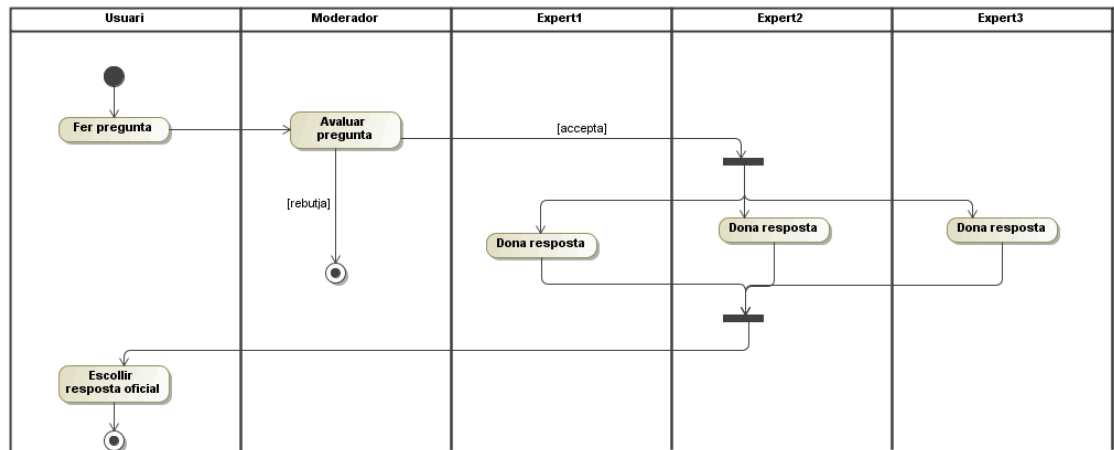 Usuari
Moderador
Expert1
Expert2
Expert3
Fer pregunta
Avaluar
pregunta
[accepta]
[rebutja]
Dona resposta
Dona resposta
Dona resposta
Escollir
resposta oficial